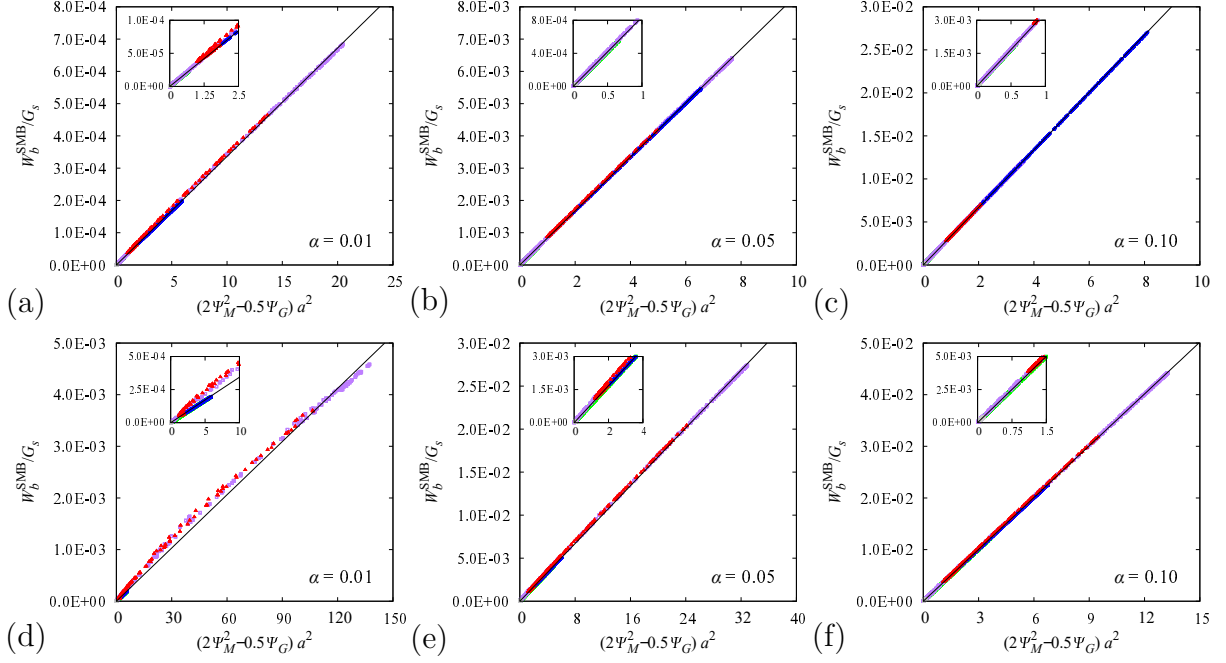 8.0E−04
7.0E−04
6.0E−04
5.0E−04
4.0E−04
3.0E−04
2.0E−04
1.0E−04
0.0E+00
W_b^SMB/G_s
1.0E−04
5.0E−05
0.0E+00
0 1.25 2.5
α = 0.01
0 5 10 15 20 25
(a) (2Ψ_M^2−0.5Ψ_G) a^2
8.0E−03
7.0E−03
6.0E−03
5.0E−03
4.0E−03
3.0E−03
2.0E−03
1.0E−03
0.0E+00
W_b^SMB/G_s
8.0E−04
4.0E−04
0.0E+00
0 0.5 1
α = 0.05
0 2 4 6 8 10
(b) (2Ψ_M^2−0.5Ψ_G) a^2
3.0E−02
2.5E−02
2.0E−02
1.5E−02
1.0E−02
5.0E−03
0.0E+00
W_b^SMB/G_s
3.0E−03
1.5E−03
0.0E+00
0 0.5 1
α = 0.10
0 2 4 6 8 10
(c) (2Ψ_M^2−0.5Ψ_G) a^2
5.0E−03
4.0E−03
3.0E−03
2.0E−03
1.0E−03
0.0E+00
W_b^SMB/G_s
5.0E−04
2.5E−04
0.0E+00
0 5 10
α = 0.01
0 30 60 90 120 150
(d) (2Ψ_M^2−0.5Ψ_G) a^2
3.0E−02
2.5E−02
2.0E−02
1.5E−02
1.0E−02
5.0E−03
0.0E+00
W_b^SMB/G_s
3.0E−03
1.5E−03
0.0E+00
0 2 4
α = 0.05
0 8 16 24 32 40
(e) (2Ψ_M^2−0.5Ψ_G) a^2
5.0E−02
4.0E−02
3.0E−02
2.0E−02
1.0E−02
0.0E+00
W_b^SMB/G_s
5.0E−03
2.5E−03
0.0E+00
0 0.75 1.5
α = 0.10
0 3 6 9 12 15
(f) (2Ψ_M^2−0.5Ψ_G) a^2